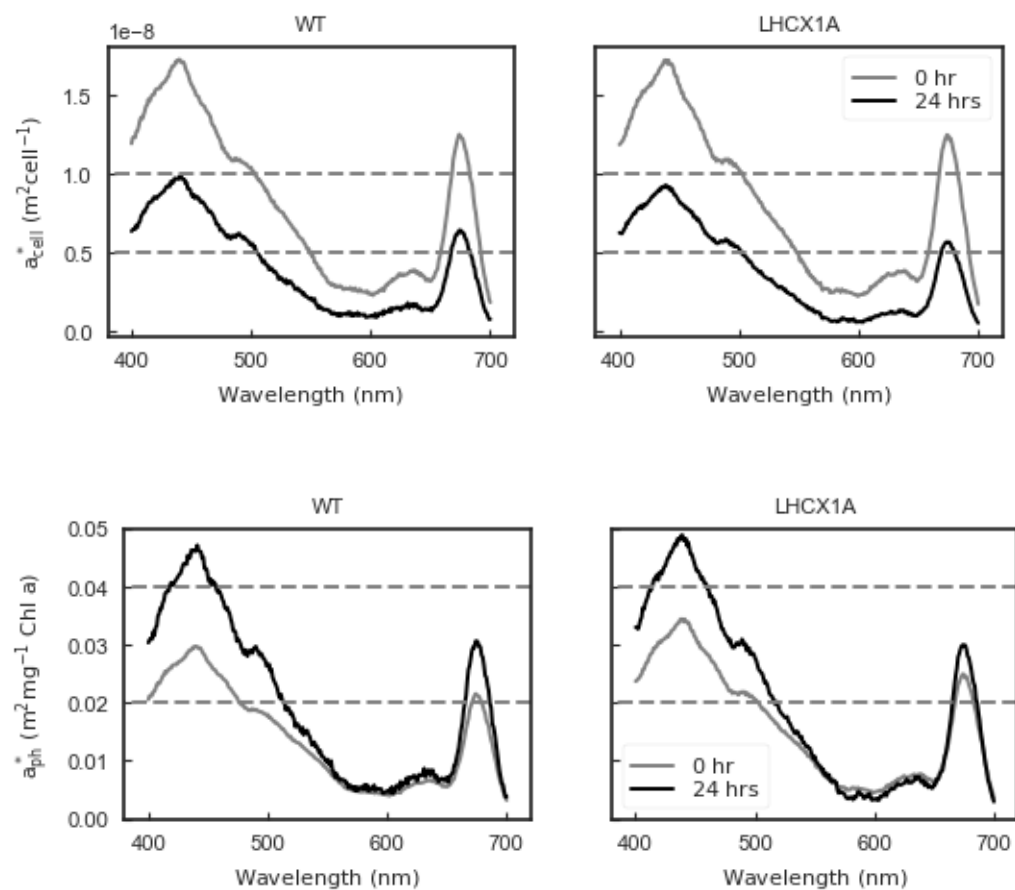 WT
LHCX1A
1e−8
0 hr
24 hrs
1.5
1.0
0.5
0.0
a*cell (m²cell⁻¹)
400 500 600 700
400 500 600 700
Wavelength (nm)
Wavelength (nm)
WT
LHCX1A
0.05
0.04
0.03
0.02
0.01
0.00
a*ph (m²mg⁻¹ Chl a)
0 hr
24 hrs
400 500 600 700
400 500 600 700
Wavelength (nm)
Wavelength (nm)